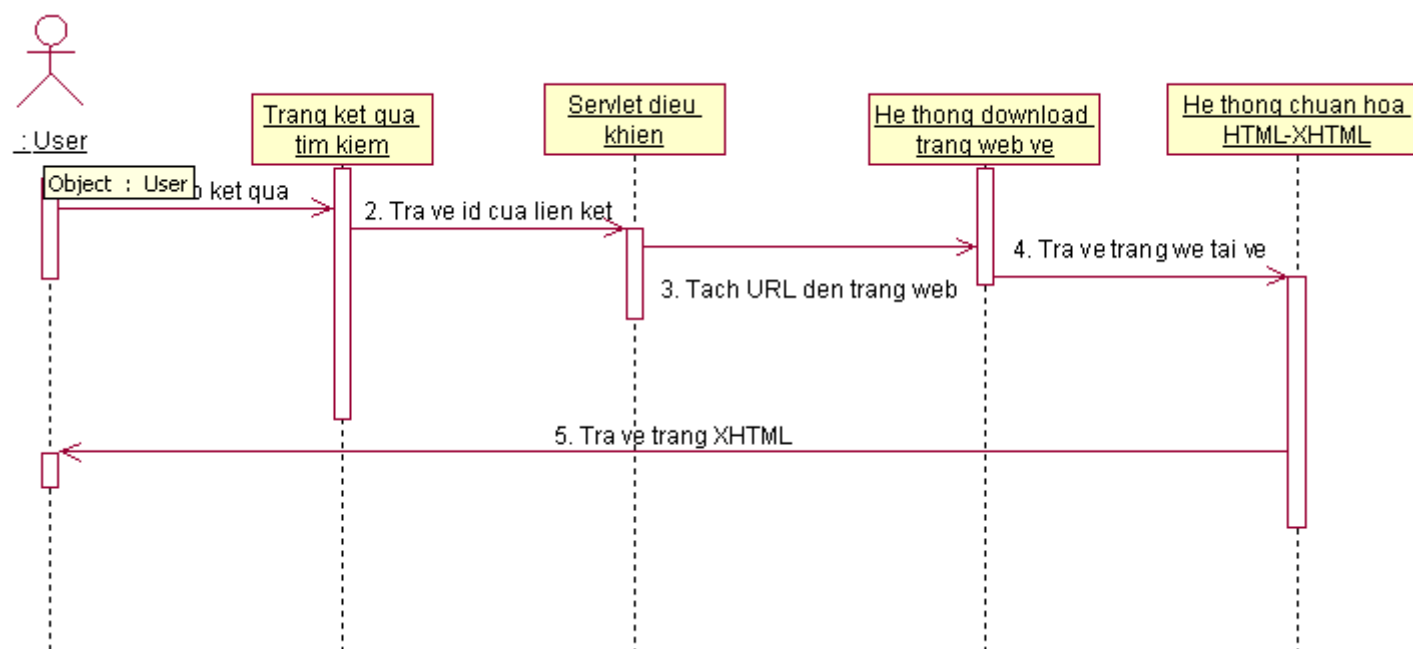 : User
Trang ket qua
tim kiem
Servlet dieu
khien
He thong download
trang web ve
He thong chuan hoa
HTML-XHTML
Object : User
ket qua
2. Tra ve id cua lien ket
3. Tach URL den trang web
4. Tra ve trang we tai ve
5. Tra ve trang XHTML